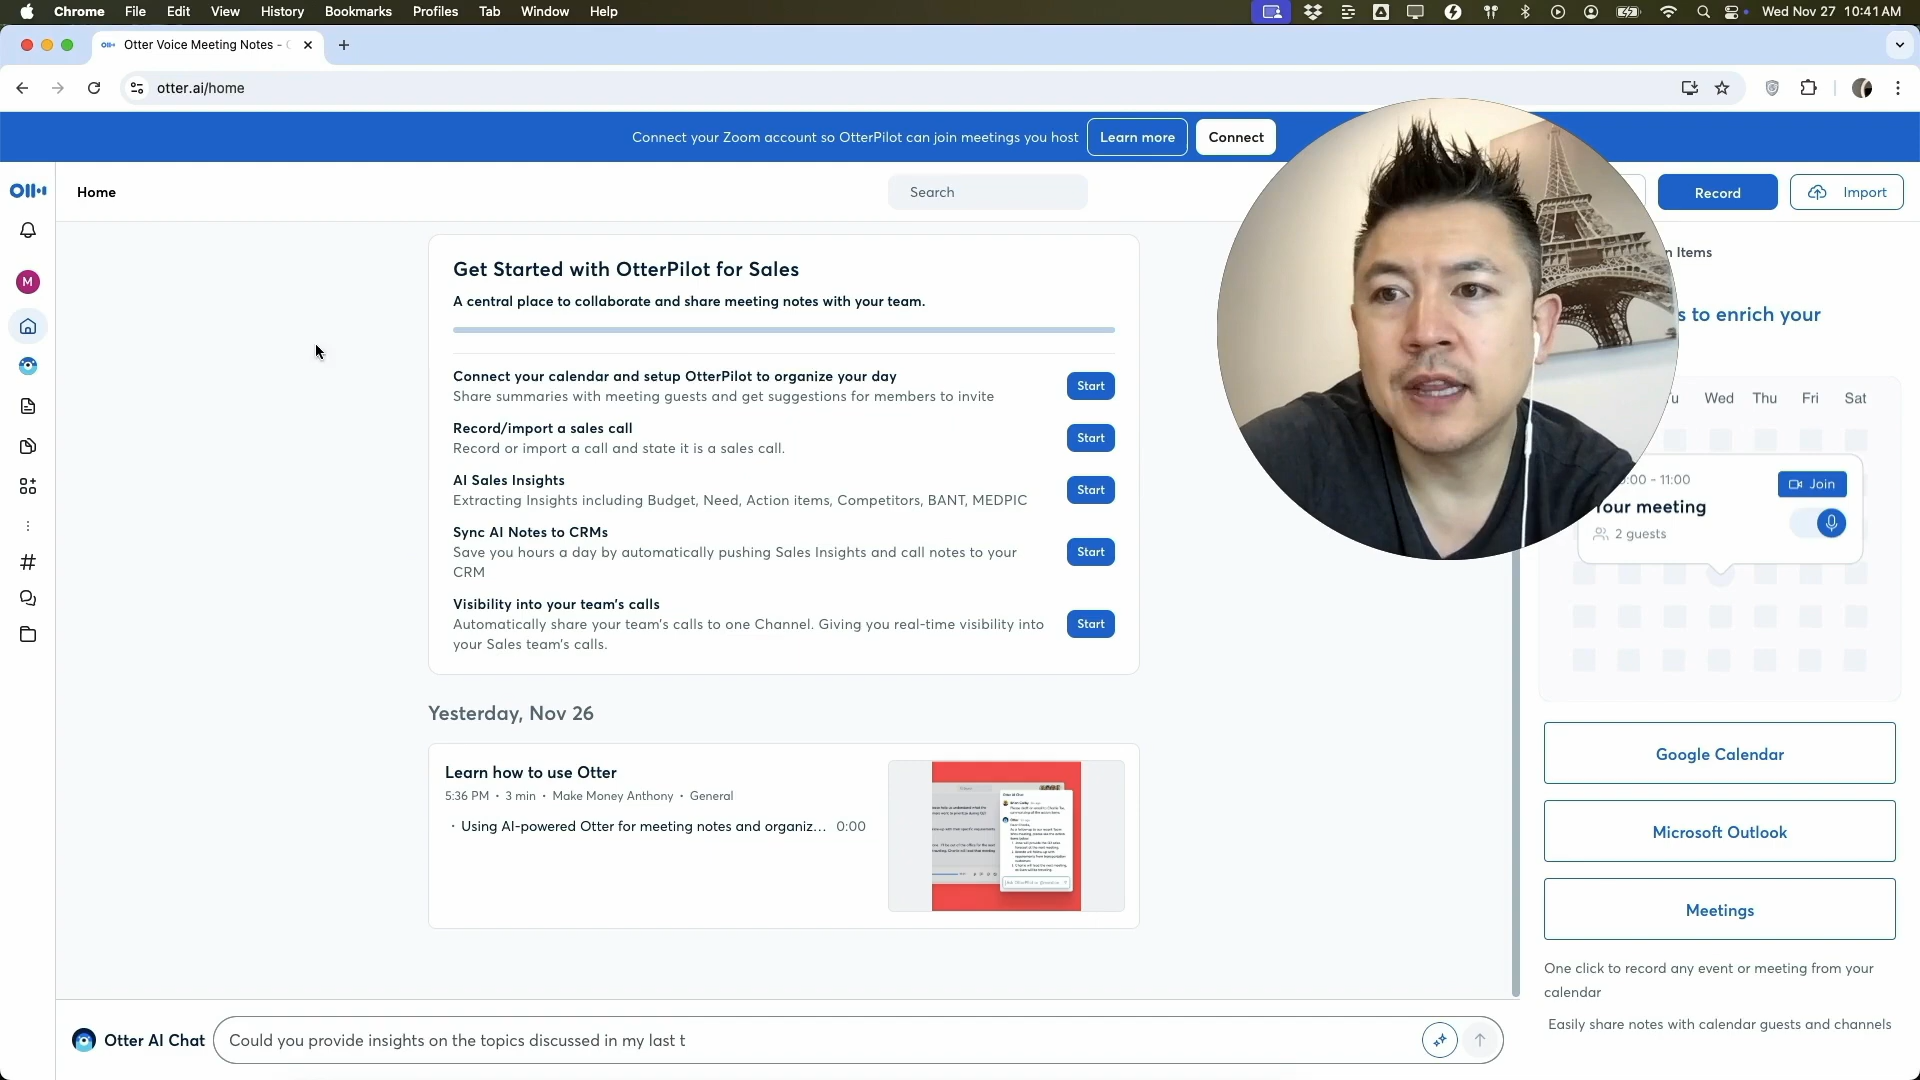 Chrome File Edit View History Bookmarks Profiles Tab Window Help
Wed Nov 27 10:41 AM
Otter Voice Meeting Notes -
otter.ai/home
Connect your Zoom account so OtterPilot can join meetings you host Learn more Connect
Home
Search
Record
Import
M
Get Started with OtterPilot for Sales
A central place to collaborate and share meeting notes with your team.
Connect your calendar and setup OtterPilot to organize your day
Share summaries with meeting guests and get suggestions for members to invite
Start
Record/import a sales call
Record or import a call and state it is a sales call.
Start
AI Sales Insights
Extracting Insights including Budget, Need, Action items, Competitors, BANT, MEDPIC
Start
Sync AI Notes to CRMs
Save you hours a day by automatically pushing Sales Insights and call notes to your
CRM
Start
Visibility into your team's calls
Automatically share your team's calls to one Channel. Giving you real-time visibility into
your Sales team's calls.
Start
Yesterday, Nov 26
Learn how to use Otter
5:36 PM • 3 min • Make Money Anthony • General
· Using AI-powered Otter for meeting notes and organiz... 0:00
Items
to enrich your
Wed Thu Fri Sat
:00 - 11:00
Your meeting
2 guests
Join
Google Calendar
Microsoft Outlook
Meetings
One click to record any event or meeting from your
calendar
Easily share notes with calendar guests and channels
Otter AI Chat
Could you provide insights on the topics discussed in my last t